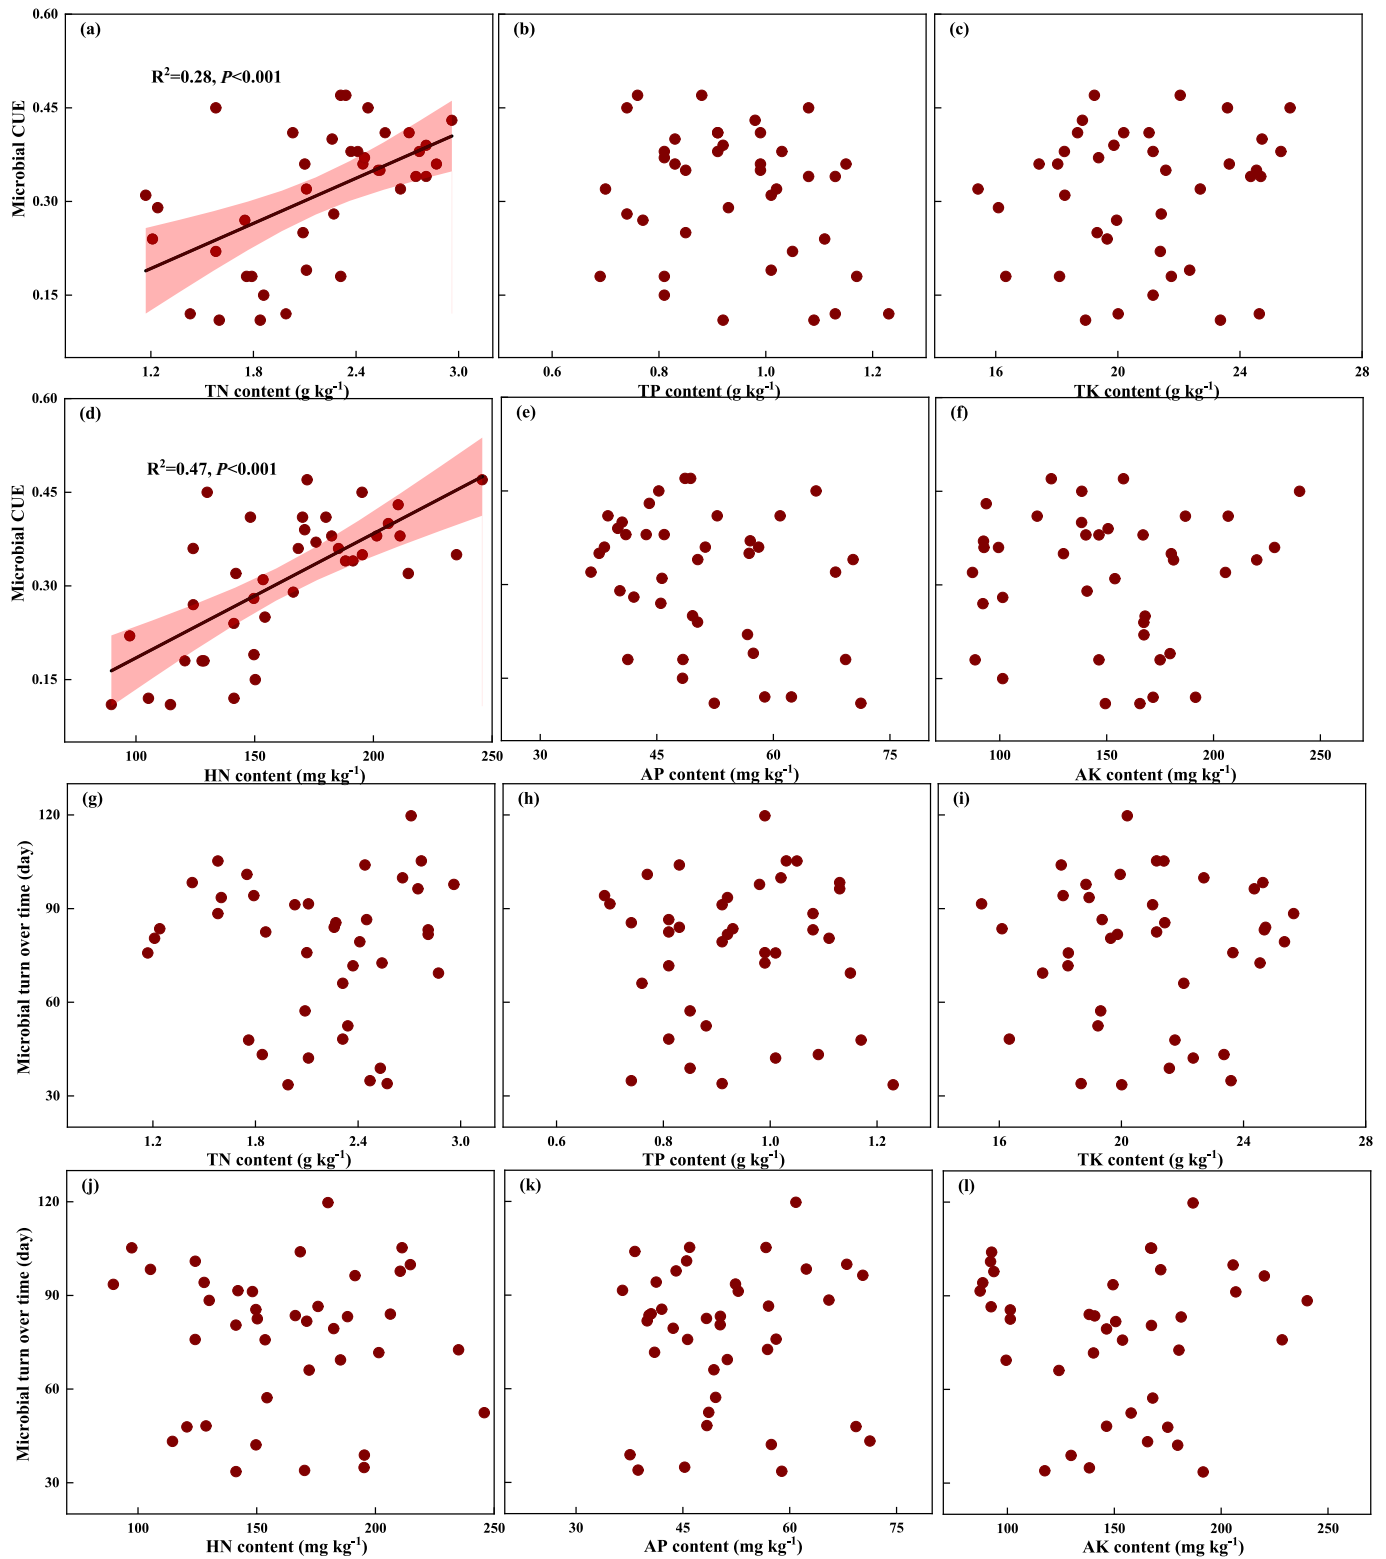 (a)
(b)
(c)
R²=0.28, P<0.001
0.60
0.45
0.30
0.15
Microbial CUE
1.2 1.8 2.4 3.0
0.6 0.8 1.0 1.2
16 20 24 28
TN content (g kg⁻¹)
TP content (g kg⁻¹)
TK content (g kg⁻¹)
(d)
(e)
(f)
R²=0.47, P<0.001
0.60
0.45
0.30
0.15
Microbial CUE
100 150 200 250
30 45 60 75
100 150 200 250
HN content (mg kg⁻¹)
AP content (mg kg⁻¹)
AK content (mg kg⁻¹)
(g)
(h)
(i)
120
90
60
30
Microbial turn over time (day)
1.2 1.8 2.4 3.0
0.6 0.8 1.0 1.2
16 20 24 28
TN content (g kg⁻¹)
TP content (g kg⁻¹)
TK content (g kg⁻¹)
(j)
(k)
(l)
120
90
60
30
Microbial turn over time (day)
100 150 200 250
30 45 60 75
100 150 200 250
HN content (mg kg⁻¹)
AP content (mg kg⁻¹)
AK content (mg kg⁻¹)